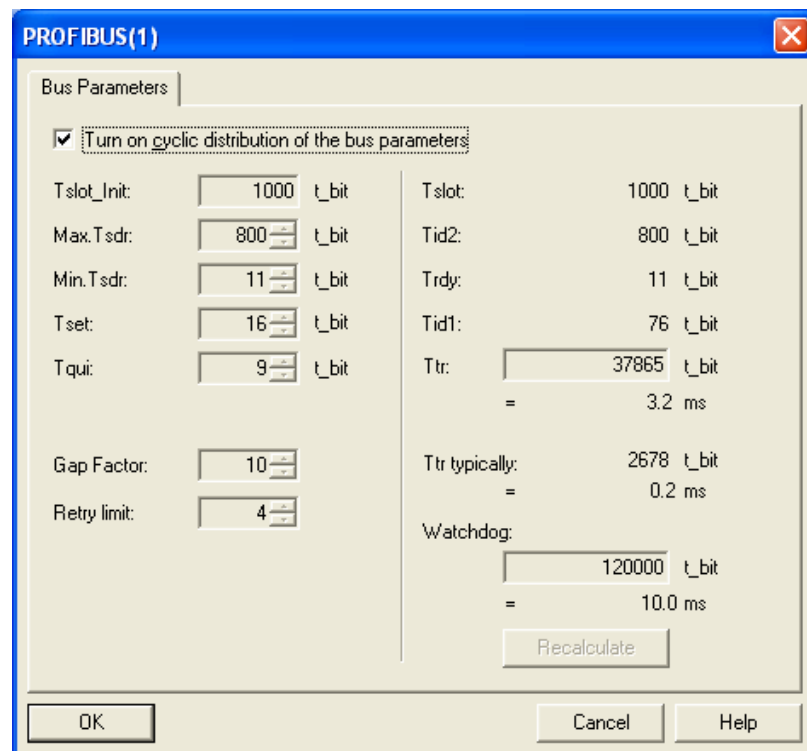 PROFIBUS(1)
Bus Parameters
Turn on cyclic distribution of the bus parameters
Tslot_Init: 1000 t_bit
Max.Tsdr: 800 t_bit
Min.Tsdr: 11 t_bit
Tset: 16 t_bit
Tqui: 9 t_bit
Gap Factor: 10
Retry limit: 4
Tslot: 1000 t_bit
Tid2: 800 t_bit
Trdy: 11 t_bit
Tid1: 76 t_bit
Ttr: 37865 t_bit
= 3.2 ms
Ttr typically: 2678 t_bit
= 0.2 ms
Watchdog:
120000 t_bit
= 10.0 ms
Recalculate
OK Cancel Help